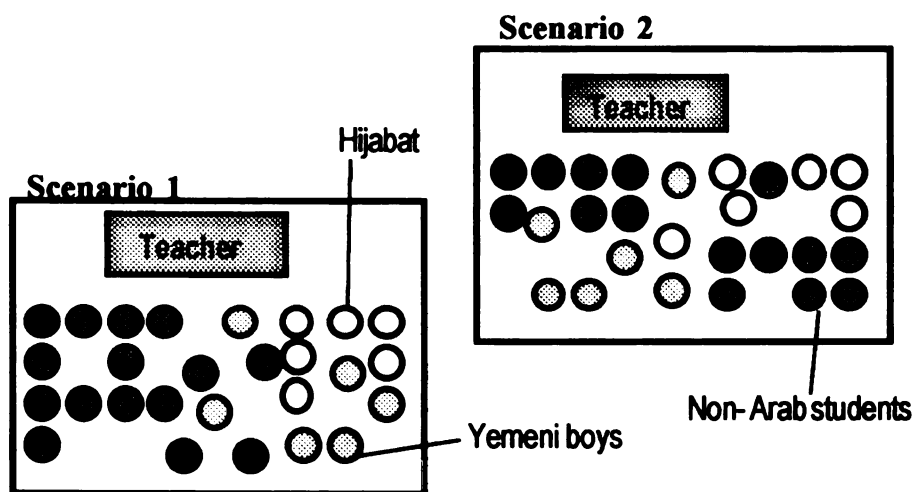 Scenario 2
Teacher
Hijabat
Scenario 1
Teacher
Non-Arab students
Yemeni boys